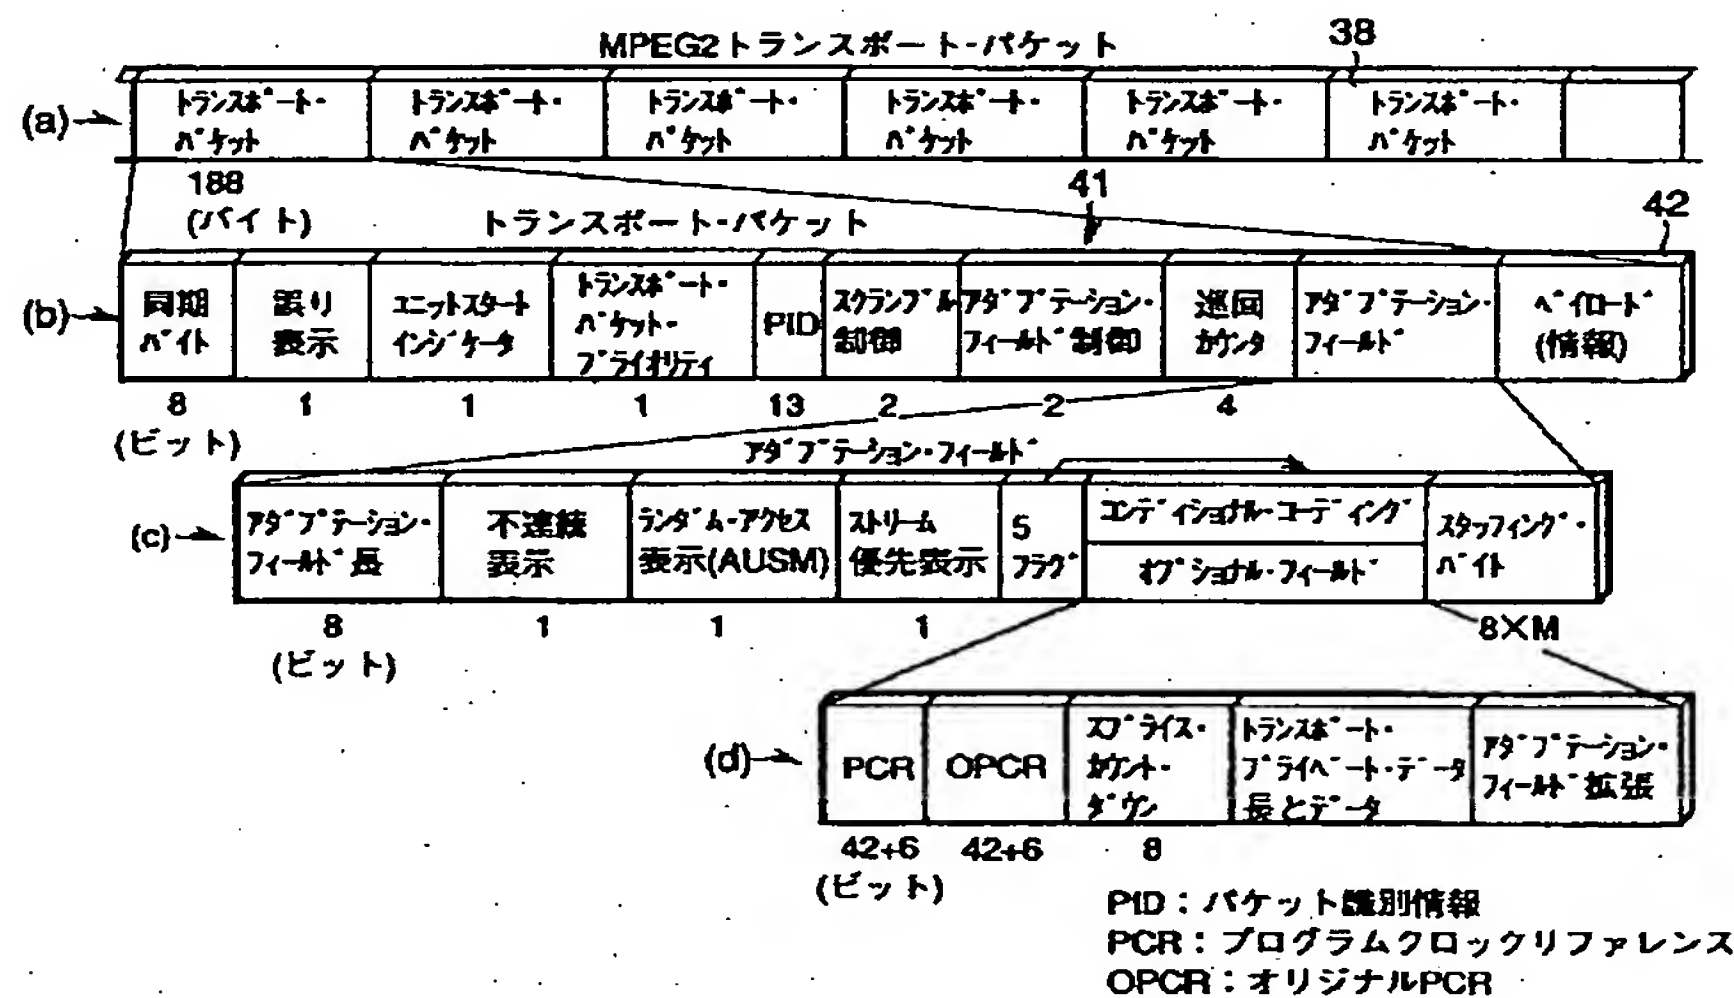 MPEG2トランスポート・パケット
38
(a)
トランスポート・
パケット
トランスポート・
パケット
トランスポート・
パケット
トランスポート・
パケット
トランスポート・
パケット
トランスポート・
パケット
188
(バイト)
トランスポート・パケット
41
42
(b)
同期
バイト
誤り
表示
ユニットスタート
インジケータ
トランスポート・
パケット・
プライオリティ
PID
スクランブル
制御
アダプテーション・
フィールド制御
巡回
カウンタ
アダプテーション・
フィールド
ペイロード
(情報)
8
1
1
1
13
2
2
4
(ビット)
アダプテーション・フィールド
(c)
アダプテーション・
フィールド長
不連続
表示
ランダム・アクセス
表示(AUSM)
ストリーム
優先表示
5
フラグ
コンディショナル・コーディング
オプショナル・フィールド
スタッフィング・
バイト
8
1
1
1
8×M
(ビット)
(d)
PCR
OPCR
スプライス・
カウント・
ダウン
トランスポート・
プライベート・データ
長とデータ
アダプテーション・
フィールド拡張
42+6
42+6
8
(ビット)
PID：パケット識別情報
PCR：プログラムクロックリファレンス
OPCR：オリジナルPCR